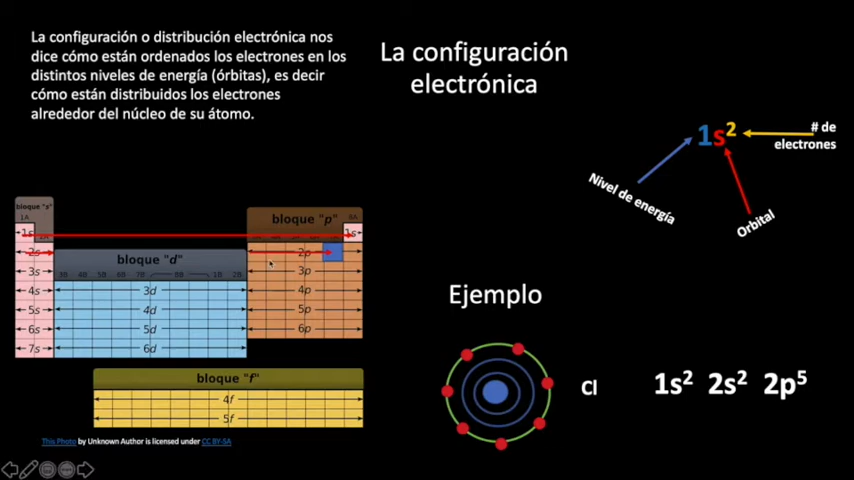 La configuración o distribución electrónica nos
dice cómo están ordenados los electrones en los
distintos niveles de energía (órbitas), es decir
cómo están distribuidos los electrones
alrededor del núcleo de su átomo.
La configuración
electrónica
1s²
# de
electrones
Nivel de energía
Orbital
bloque "s"
1A
bloque "p"
8A
1s
1s
2s
2p
bloque "d"
3B 4B 5B 6B 7B 8B 1B 2B
3s
3d
3p
4s
4d
4p
5s
5d
5p
6s
6d
6p
7s
bloque "f"
4f
5f
This Photo by Unknown Author is licensed under CC BY-SA
Ejemplo
Cl
1s² 2s² 2p⁵